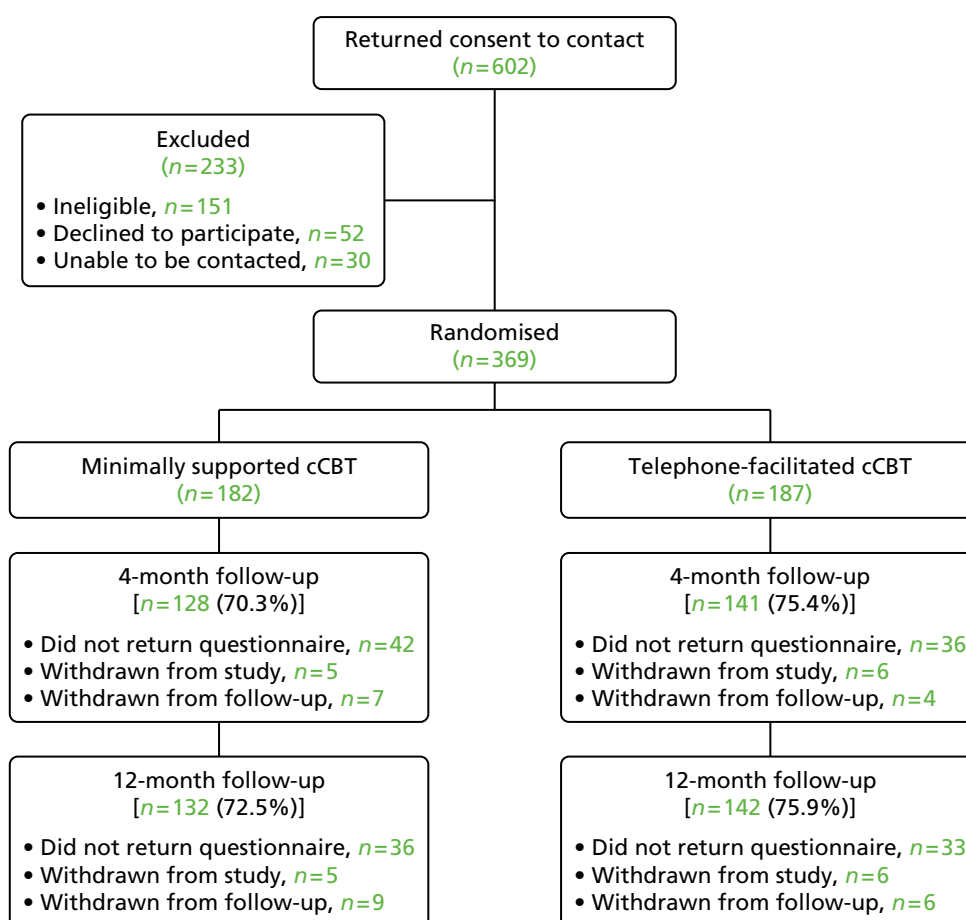 Returned consent to contact
(n=602)
Excluded
(n=233)
• Ineligible, n=151
• Declined to participate, n=52
• Unable to be contacted, n=30
Randomised
(n=369)
Minimally supported cCBT
(n=182)
Telephone-facilitated cCBT
(n=187)
4-month follow-up
[n=128 (70.3%)]
• Did not return questionnaire, n=42
• Withdrawn from study, n=5
• Withdrawn from follow-up, n=7
4-month follow-up
[n=141 (75.4%)]
• Did not return questionnaire, n=36
• Withdrawn from study, n=6
• Withdrawn from follow-up, n=4
12-month follow-up
[n=132 (72.5%)]
• Did not return questionnaire, n=36
• Withdrawn from study, n=5
• Withdrawn from follow-up, n=9
12-month follow-up
[n=142 (75.9%)]
• Did not return questionnaire, n=33
• Withdrawn from study, n=6
• Withdrawn from follow-up, n=6